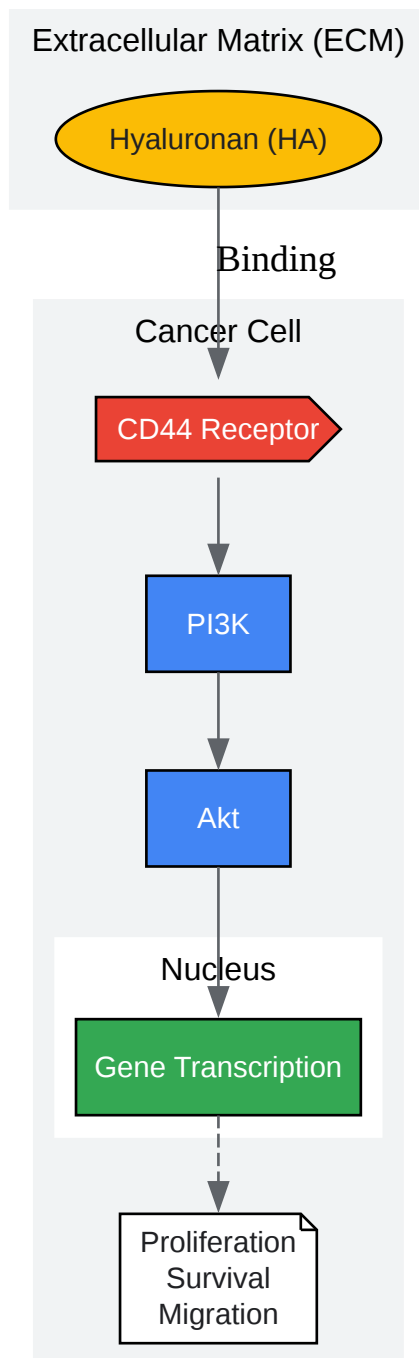 Extracellular Matrix (ECM)
Hyaluronan (HA)
Binding
Cancer Cell
CD44 Receptor
PI3K
Akt
Nucleus
Gene Transcription
Proliferation
Survival
Migration